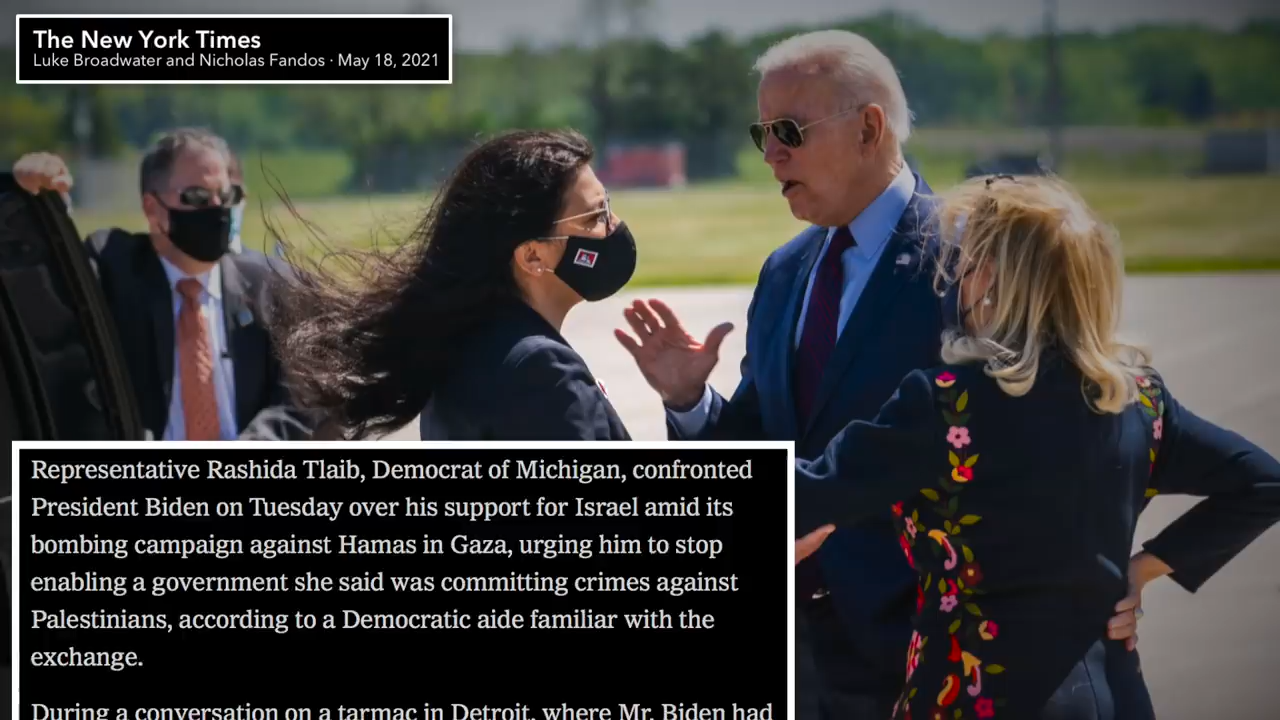 The New York Times
Luke Broadwater and Nicholas Fandos · May 18, 2021
Representative Rashida Tlaib, Democrat of Michigan, confronted
President Biden on Tuesday over his support for Israel amid its
bombing campaign against Hamas in Gaza, urging him to stop
enabling a government she said was committing crimes against
Palestinians, according to a Democratic aide familiar with the
exchange.
During a conversation on a tarmac in Detroit, where Mr. Biden had